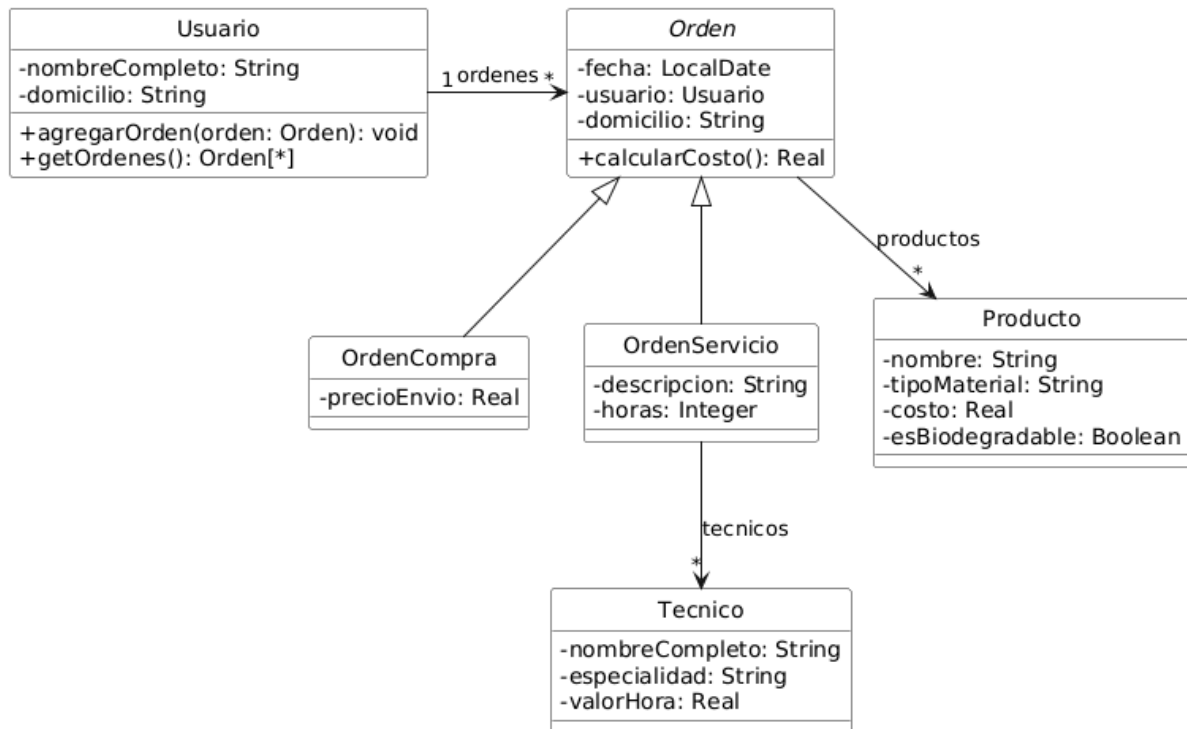 Usuario
-nombreCompleto: String
-domicilio: String
+agregarOrden(orden: Orden): void
+getOrdenes(): Orden[*]
1 ordenes *
Orden
-fecha: LocalDate
-usuario: Usuario
-domicilio: String
+calcularCosto(): Real
productos
*
OrdenCompra
-precioEnvio: Real
OrdenServicio
-descripcion: String
-horas: Integer
Producto
-nombre: String
-tipoMaterial: String
-costo: Real
-esBiodegradable: Boolean
tecnicos
*
Tecnico
-nombreCompleto: String
-especialidad: String
-valorHora: Real